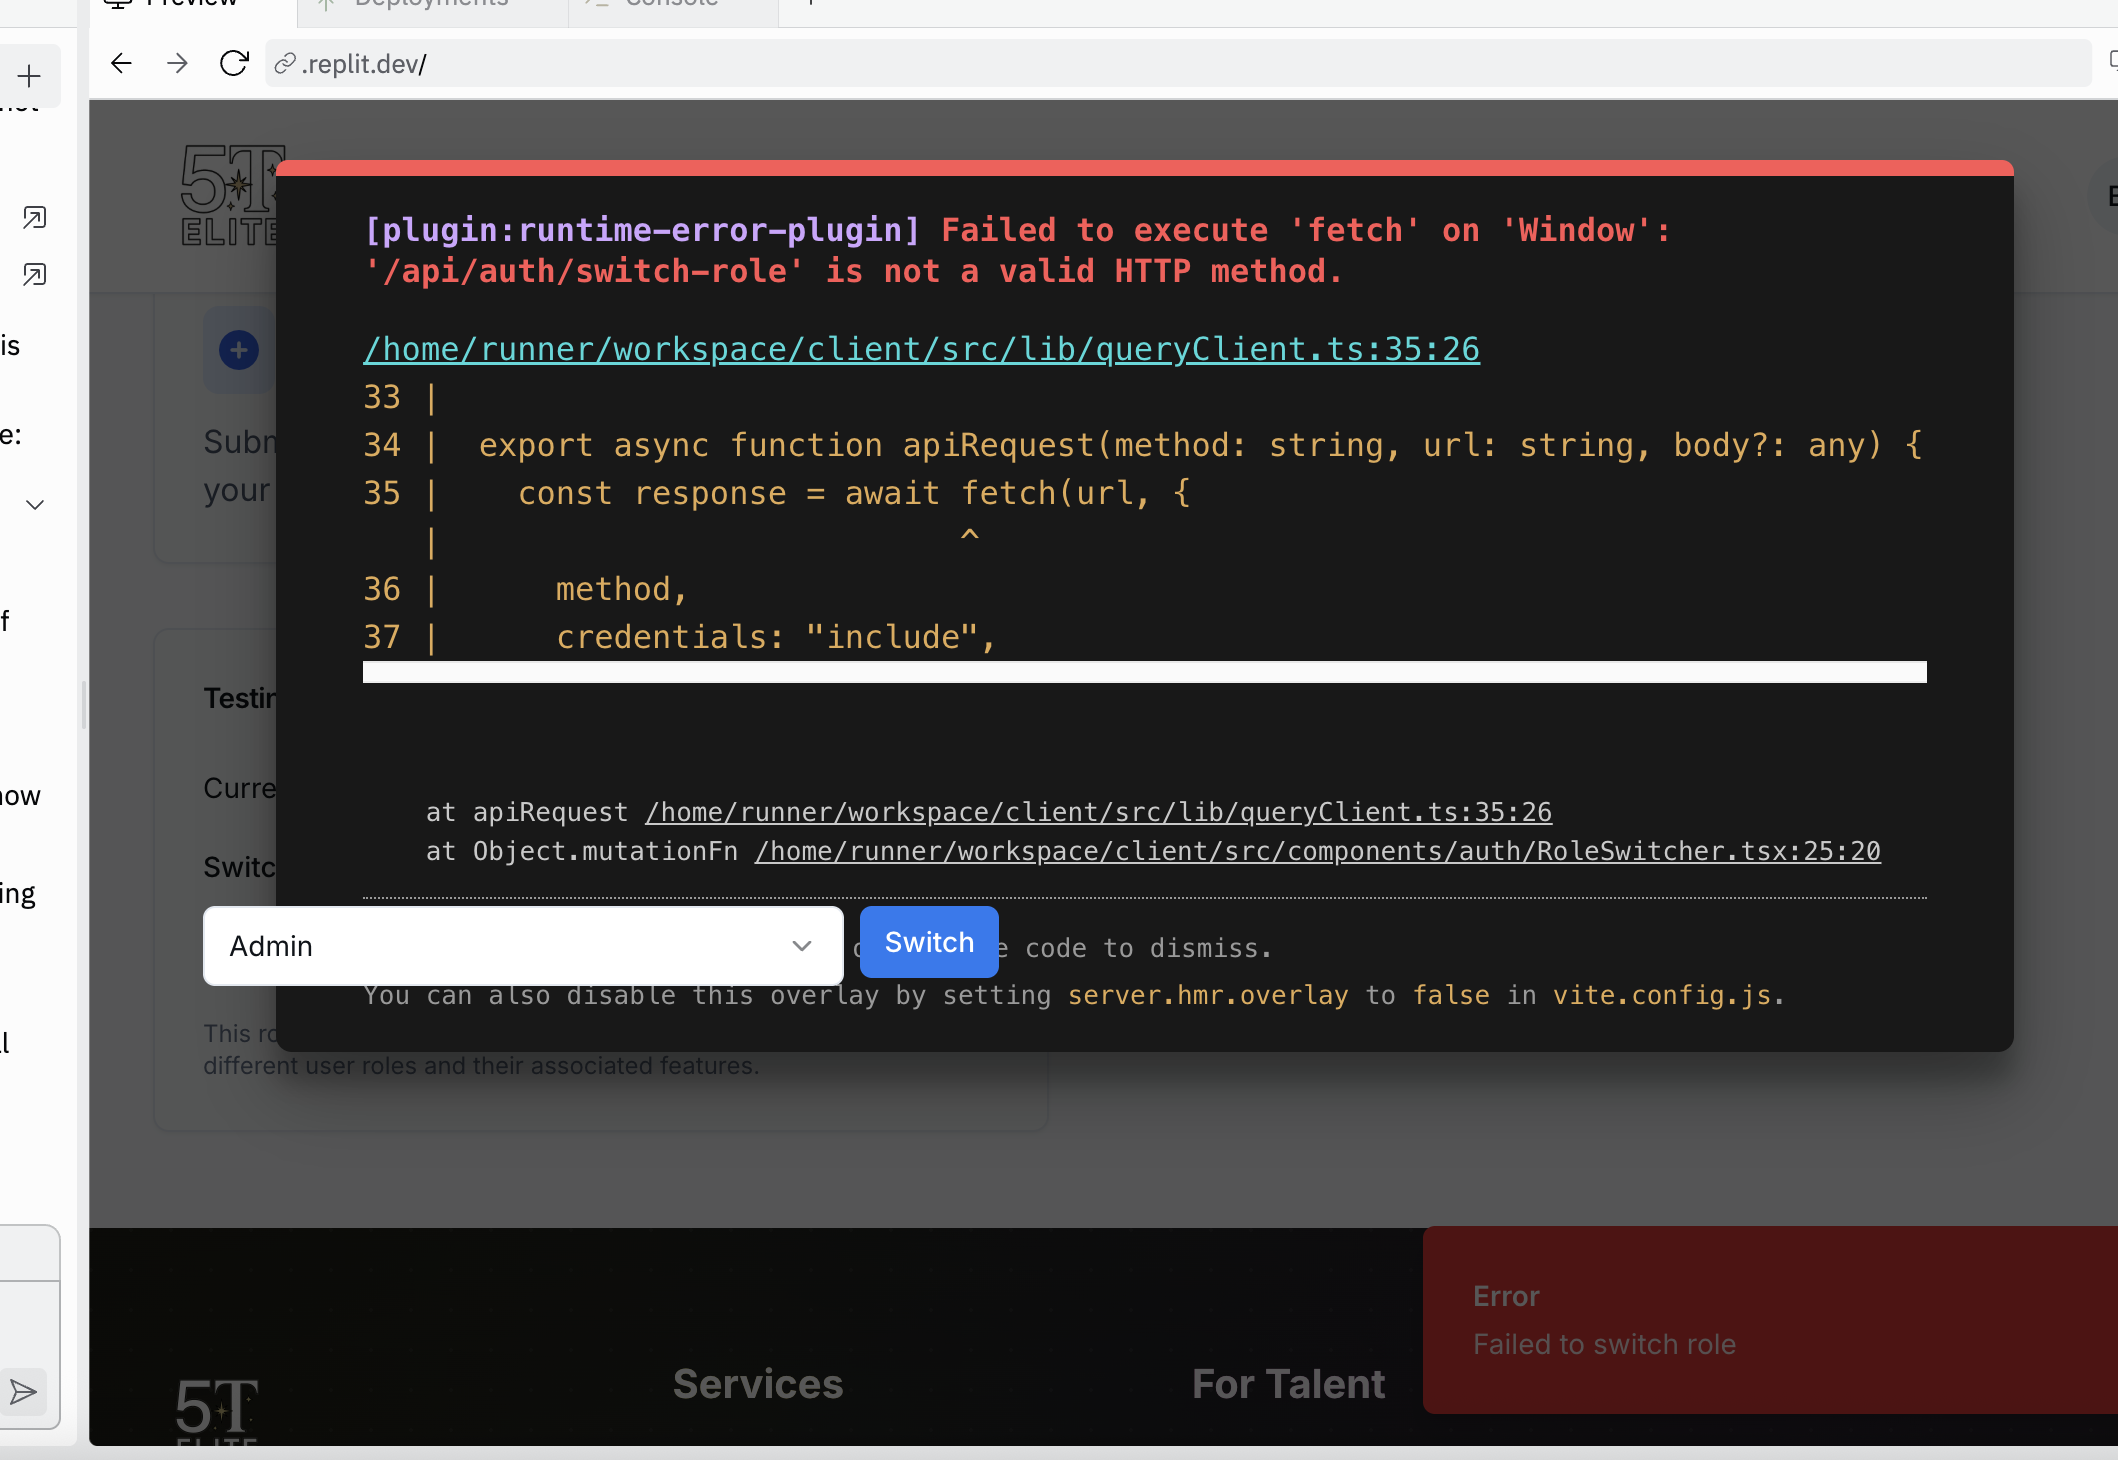 Preview
Deployments
Console
.replit.dev/
is
e:
f
now
ing
5T
ELITE
[plugin:runtime-error-plugin] Failed to execute 'fetch' on 'Window':
'/api/auth/switch-role' is not a valid HTTP method.
/home/runner/workspace/client/src/lib/queryClient.ts:35:26
33 |
34 |  export async function apiRequest(method: string, url: string, body?: any) {
35 |    const response = await fetch(url, {
   |                           ^
36 |      method,
37 |      credentials: "include",
at apiRequest /home/runner/workspace/client/src/lib/queryClient.ts:35:26
at Object.mutationFn /home/runner/workspace/client/src/components/auth/RoleSwitcher.tsx:25:20
your
Testin
Curre
Switc
Admin
Switch
code to dismiss.
You can also disable this overlay by setting server.hmr.overlay to false in vite.config.js.
This ro
different user roles and their associated features.
Error
Failed to switch role
5T
ELITE
Services
For Talent